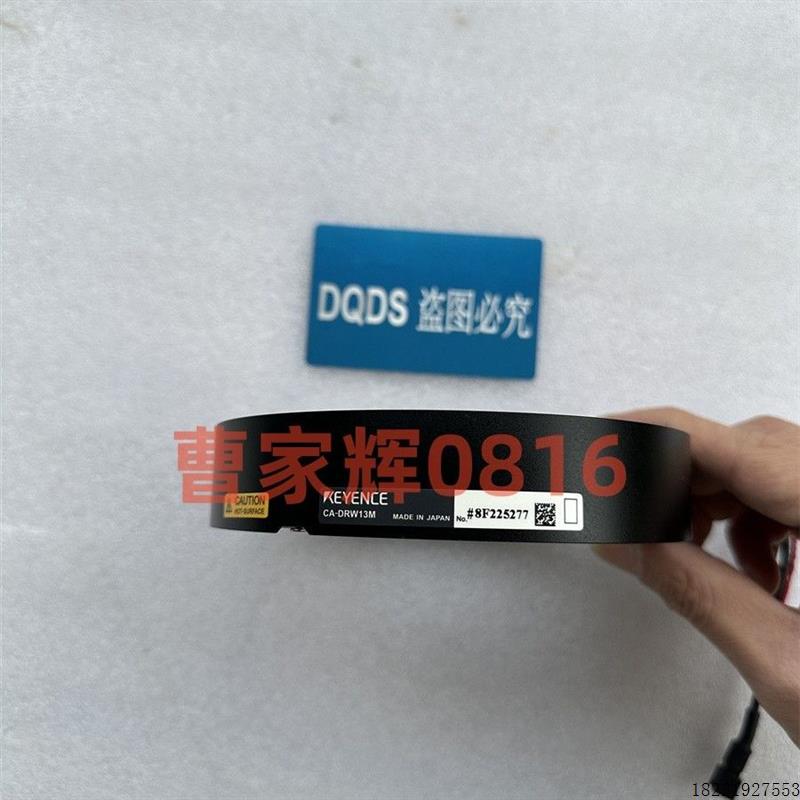 DQDS 盗图必究
曹家辉0816
CAUTION
HOT-SURFACE
KEYENCE
CA-DRW13M
MADE IN JAPAN
No. #8F225277